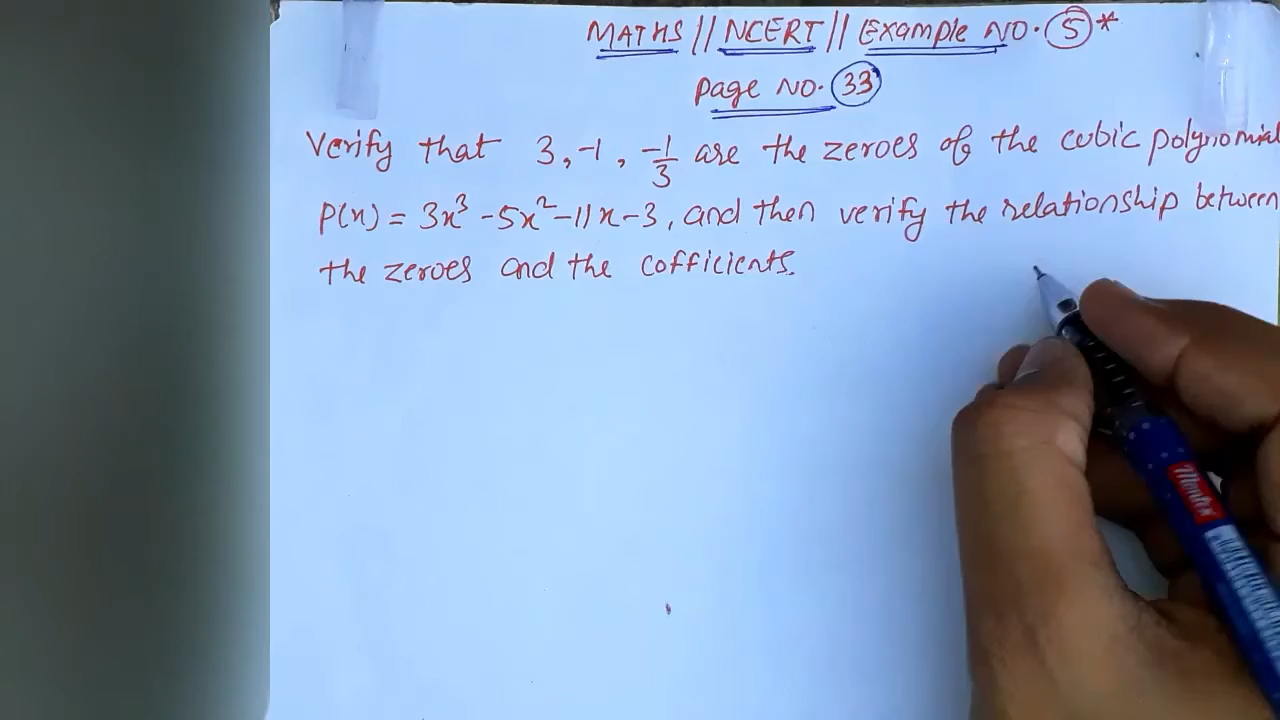 MATHS // NCERT // Example NO. 5*
Page NO. 33
Verify that 3, -1, -1/3 are the zeroes of the cubic polynomial
P(x) = 3x³ - 5x² - 11x - 3, and then verify the relationship between
the zeroes and the cofficients.
Montex